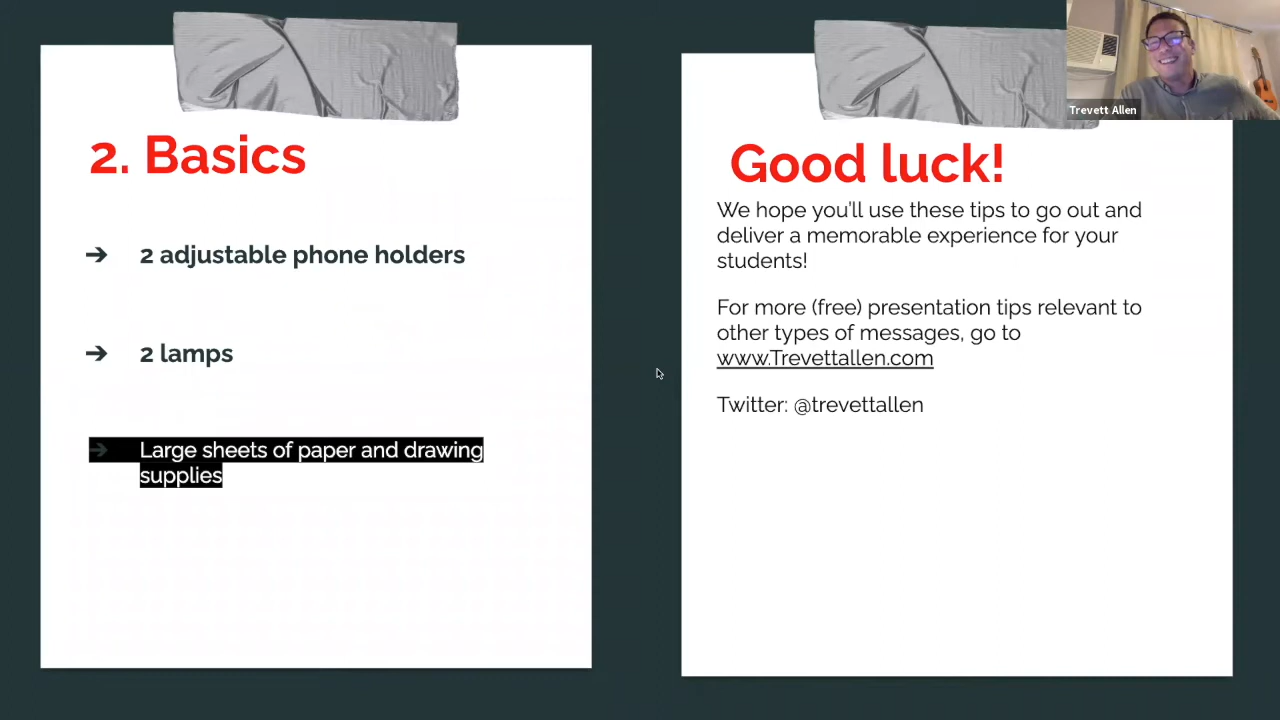 2. Basics
➔ 2 adjustable phone holders
➔ 2 lamps
➔ Large sheets of paper and drawing
supplies
Good luck!
We hope you'll use these tips to go out and
deliver a memorable experience for your
students!
For more (free) presentation tips relevant to
other types of messages, go to
www.Trevettallen.com
Twitter: @trevettallen
Trevett Allen